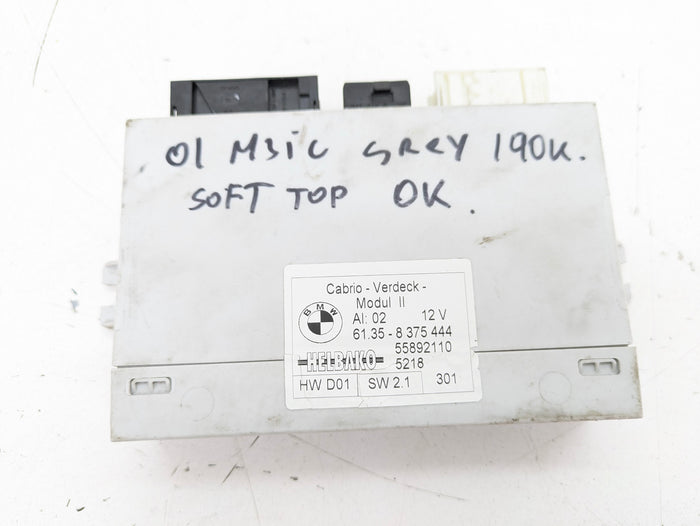 01 M3iC GREY 190K.
SOFT TOP OK.
Cabrio - Verdeck -
Modul II
BMW
AI: 02 12 V
61.35 - 8 375 444
55892110
HELBAKO
5218
HW D01 SW 2.1 301